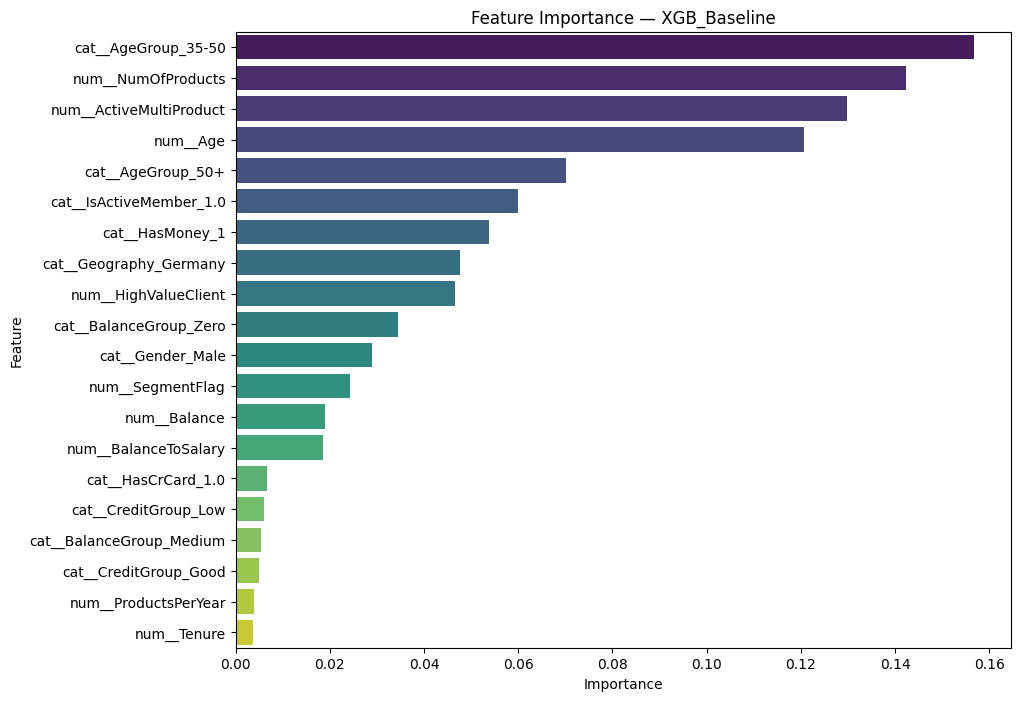 Feature Importance — XGB_Baseline
Feature
cat__AgeGroup_35-50
num__NumOfProducts
num__ActiveMultiProduct
num__Age
cat__AgeGroup_50+
cat__IsActiveMember_1.0
cat__HasMoney_1
cat__Geography_Germany
num__HighValueClient
cat__BalanceGroup_Zero
cat__Gender_Male
num__SegmentFlag
num__Balance
num__BalanceToSalary
cat__HasCrCard_1.0
cat__CreditGroup_Low
cat__BalanceGroup_Medium
cat__CreditGroup_Good
num__ProductsPerYear
num__Tenure
0.00 0.02 0.04 0.06 0.08 0.10 0.12 0.14 0.16
Importance